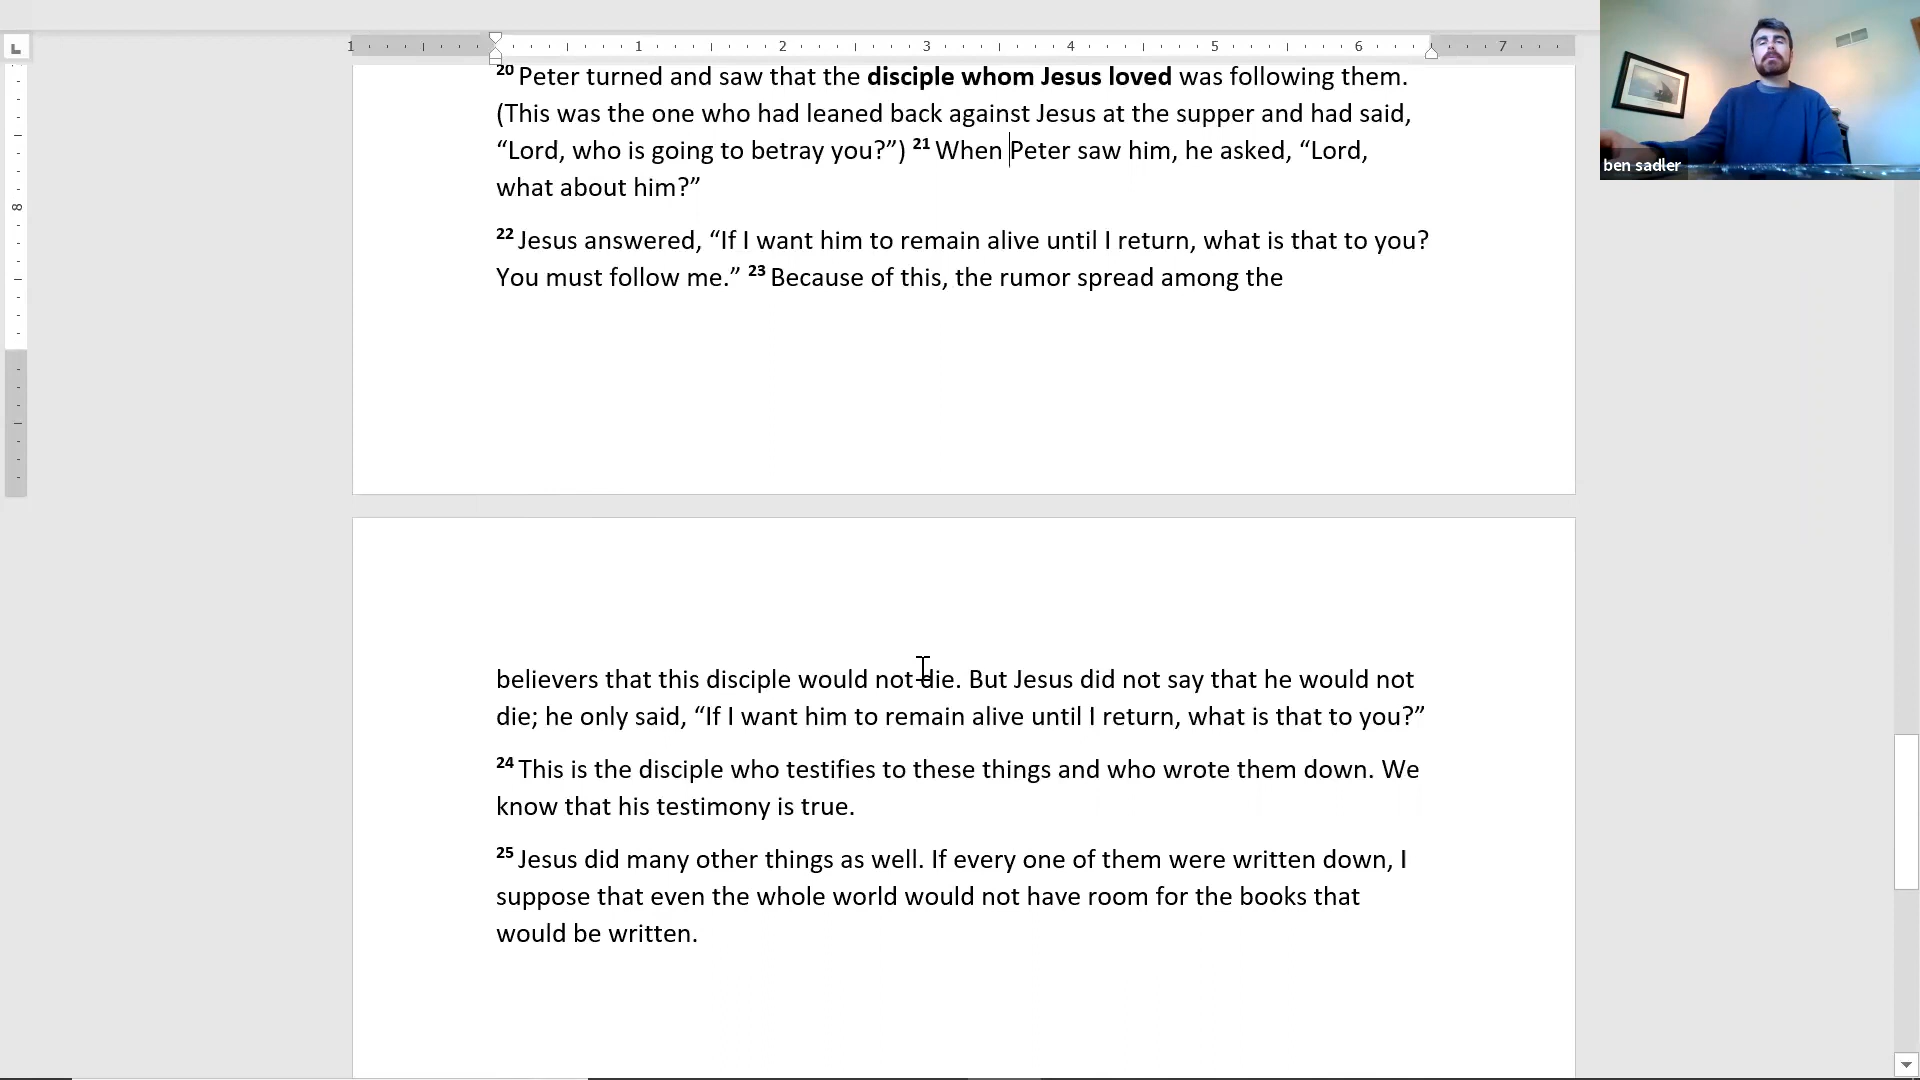 1 1 2 3 4 5 6 7
20 Peter turned and saw that the disciple whom Jesus loved was following them.
(This was the one who had leaned back against Jesus at the supper and had said,
“Lord, who is going to betray you?”) 21 When Peter saw him, he asked, “Lord,
what about him?”
22 Jesus answered, “If I want him to remain alive until I return, what is that to you?
You must follow me.” 23 Because of this, the rumor spread among the
believers that this disciple would not die. But Jesus did not say that he would not
die; he only said, “If I want him to remain alive until I return, what is that to you?”
24 This is the disciple who testifies to these things and who wrote them down. We
know that his testimony is true.
25 Jesus did many other things as well. If every one of them were written down, I
suppose that even the whole world would not have room for the books that
would be written.
8
ben sadler